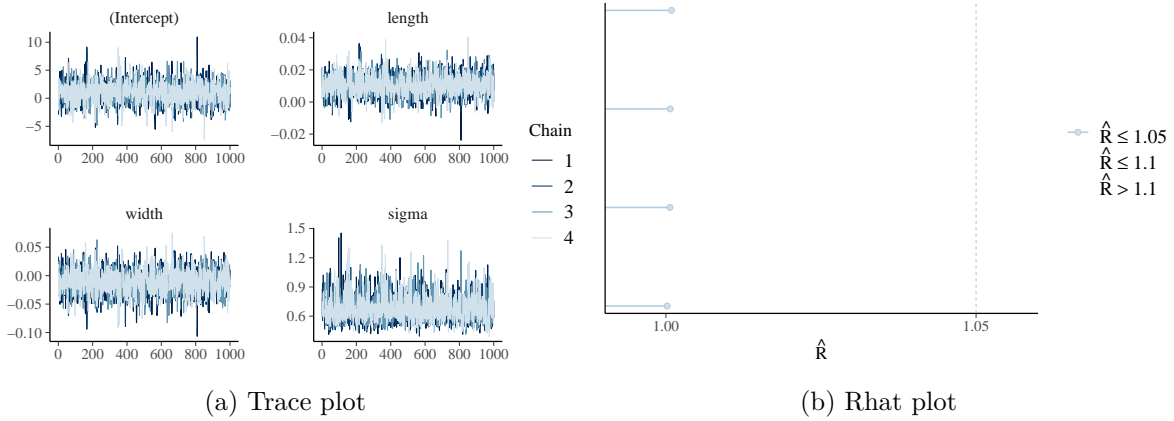 (Intercept)
10
5
0
−5
0 200 400 600 800 1000
length
0.04
0.02
0.00
−0.02
0 200 400 600 800 1000
width
0.05
0.00
−0.05
−0.10
0 200 400 600 800 1000
sigma
1.5
1.2
0.9
0.6
0 200 400 600 800 1000
Chain
1
2
3
4
(a) Trace plot
1.00 1.05
R̂
R̂ ≤ 1.05
R̂ ≤ 1.1
R̂ > 1.1
(b) Rhat plot